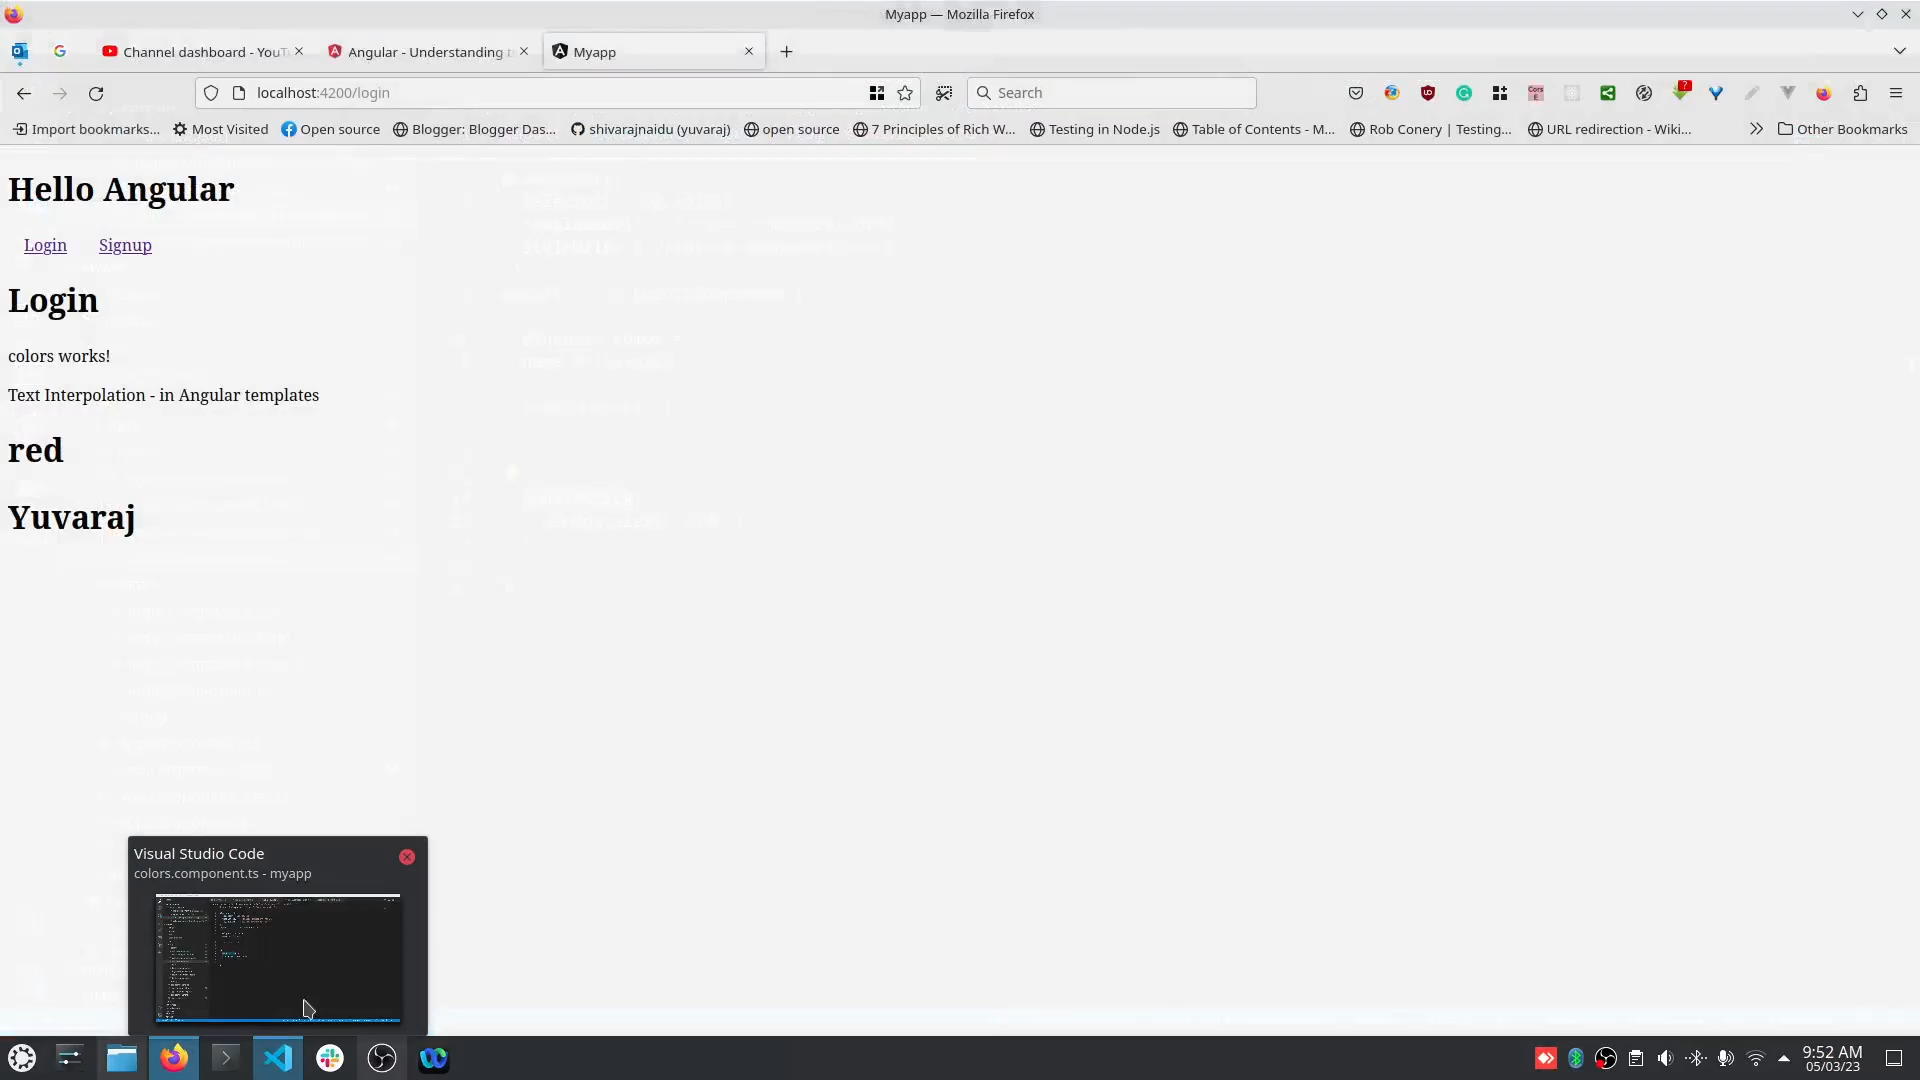 Myapp — Mozilla Firefox
Channel dashboard - YouT
Angular - Understanding t
Myapp
localhost:4200/login
Search
Import bookmarks...
Most Visited
Open source
Blogger: Blogger Das...
shivarajnaidu (yuvaraj)
open source
7 Principles of Rich W...
Testing in Node.js
Table of Contents - M...
Rob Conery | Testing...
URL redirection - Wiki...
Other Bookmarks
Hello Angular
Login Signup
Login
colors works!
Text Interpolation - in Angular templates
red
Yuvaraj
Visual Studio Code
colors.component.ts - myapp
9:52 AM
05/03/23